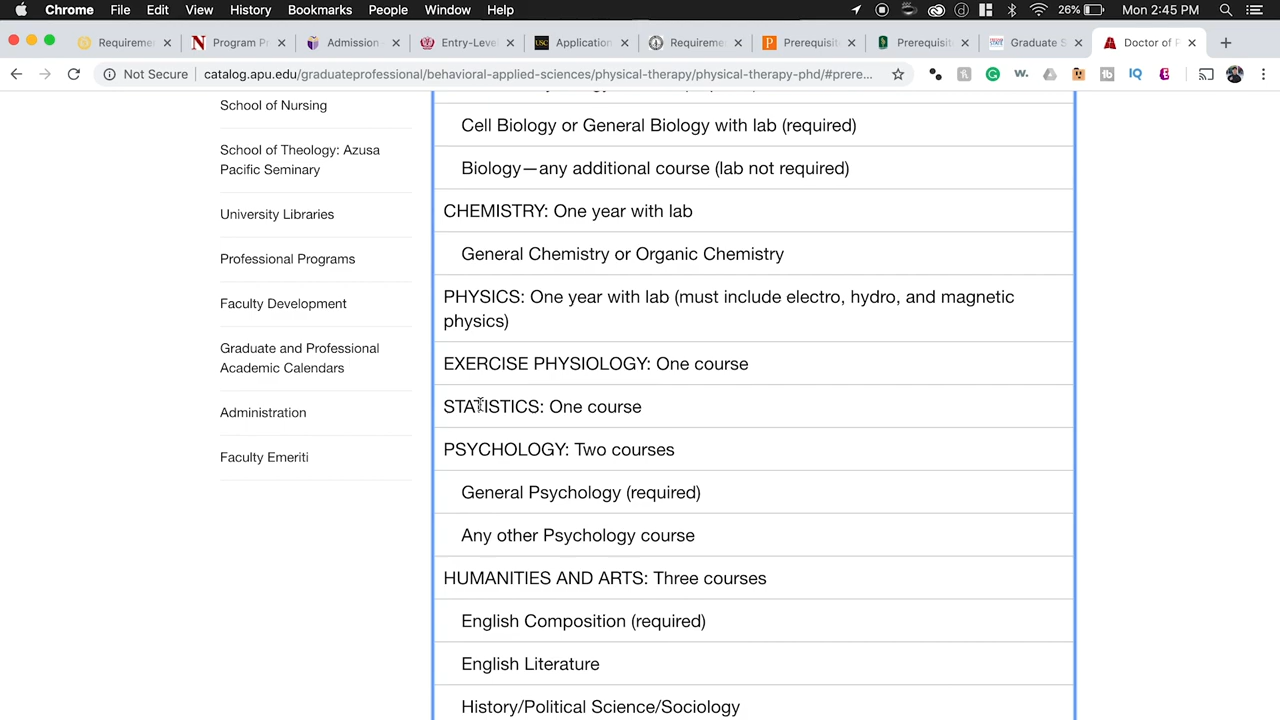 Chrome File Edit View History Bookmarks People Window Help 26% Mon 2:45 PM
Requireme Program Pr Admission Entry-Leve Application Requireme Prerequisit Prerequisit Graduate S Doctor of P
Not Secure catalog.apu.edu/graduateprofessional/behavioral-applied-sciences/physical-therapy/physical-therapy-phd/#prere...
School of Nursing
School of Theology: Azusa
Pacific Seminary
University Libraries
Professional Programs
Faculty Development
Graduate and Professional
Academic Calendars
Administration
Faculty Emeriti
Cell Biology or General Biology with lab (required)
Biology—any additional course (lab not required)
CHEMISTRY: One year with lab
General Chemistry or Organic Chemistry
PHYSICS: One year with lab (must include electro, hydro, and magnetic
physics)
EXERCISE PHYSIOLOGY: One course
STATISTICS: One course
PSYCHOLOGY: Two courses
General Psychology (required)
Any other Psychology course
HUMANITIES AND ARTS: Three courses
English Composition (required)
English Literature
History/Political Science/Sociology